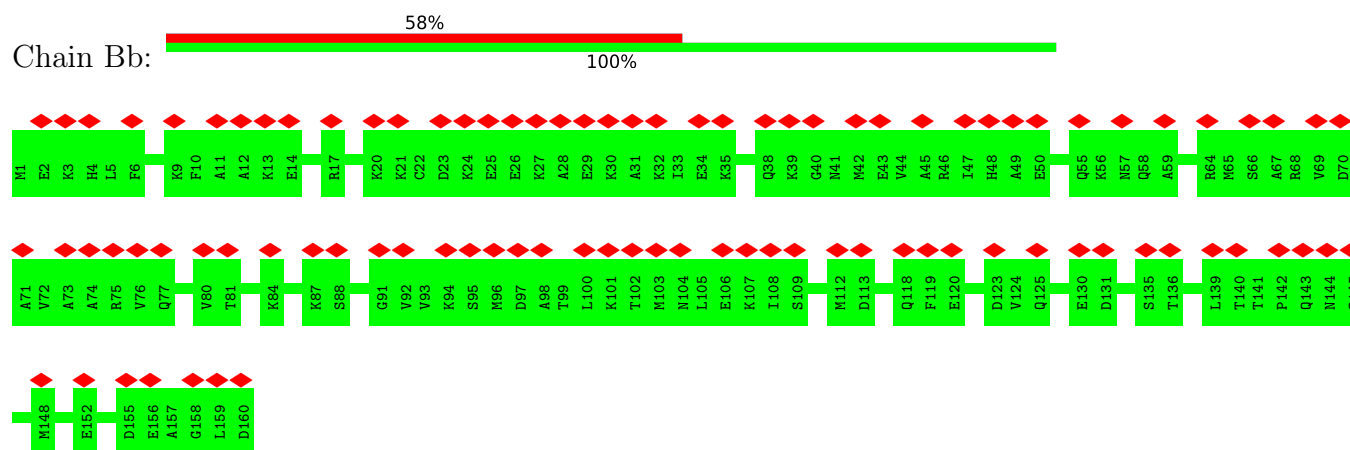 58%
Chain Bb:
100%
M1 E2 K3 H4 L5 F6 K9 F10 A11 A12 K13 E14 R17 K20 K21 C22 D23 K24 E25 E26 K27 A28 E29 K30 A31 K32 I33 E34 K35 Q38 K39 G40 N41 M42 E43 V44 A45 R46 I47 H48 A49 E50 Q55 K56 N57 Q58 A59 R64 M65 S66 A67 R68 V69 D70
A71 V72 A73 A74 R75 V76 Q77 V80 T81 K84 K87 S88 G91 V92 V93 K94 S95 M96 D97 A98 T99 L100 K101 T102 M103 N104 L105 E106 K107 I108 S109 M112 D113 Q118 F119 E120 D123 V124 Q125 E130 D131 S135 T136 L139 T140 T141 P142 Q143 N144
M148 E152 D155 E156 A157 G158 L159 D160